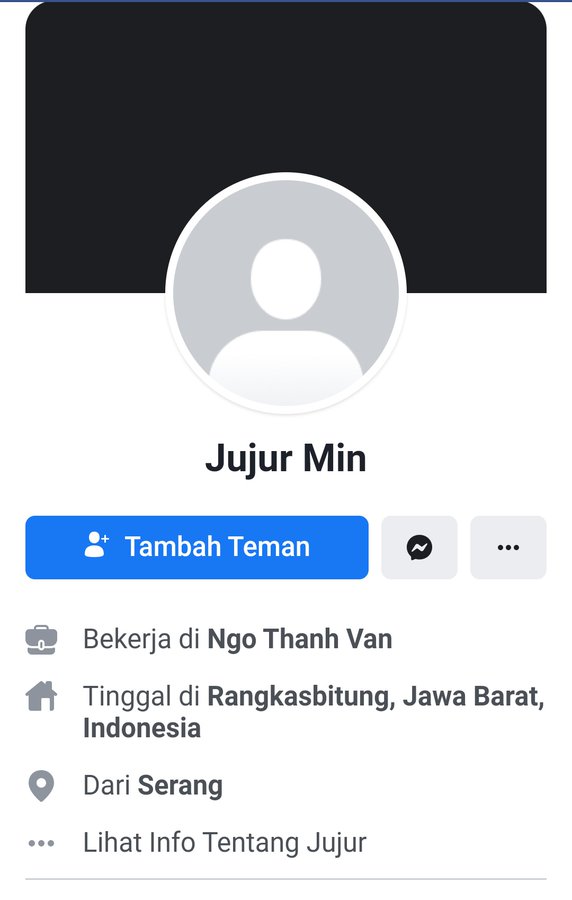 Jujur Min
Tambah Teman
Bekerja di Ngo Thanh Van
Tinggal di Rangkasbitung, Jawa Barat,
Indonesia
Dari Serang
Lihat Info Tentang Jujur